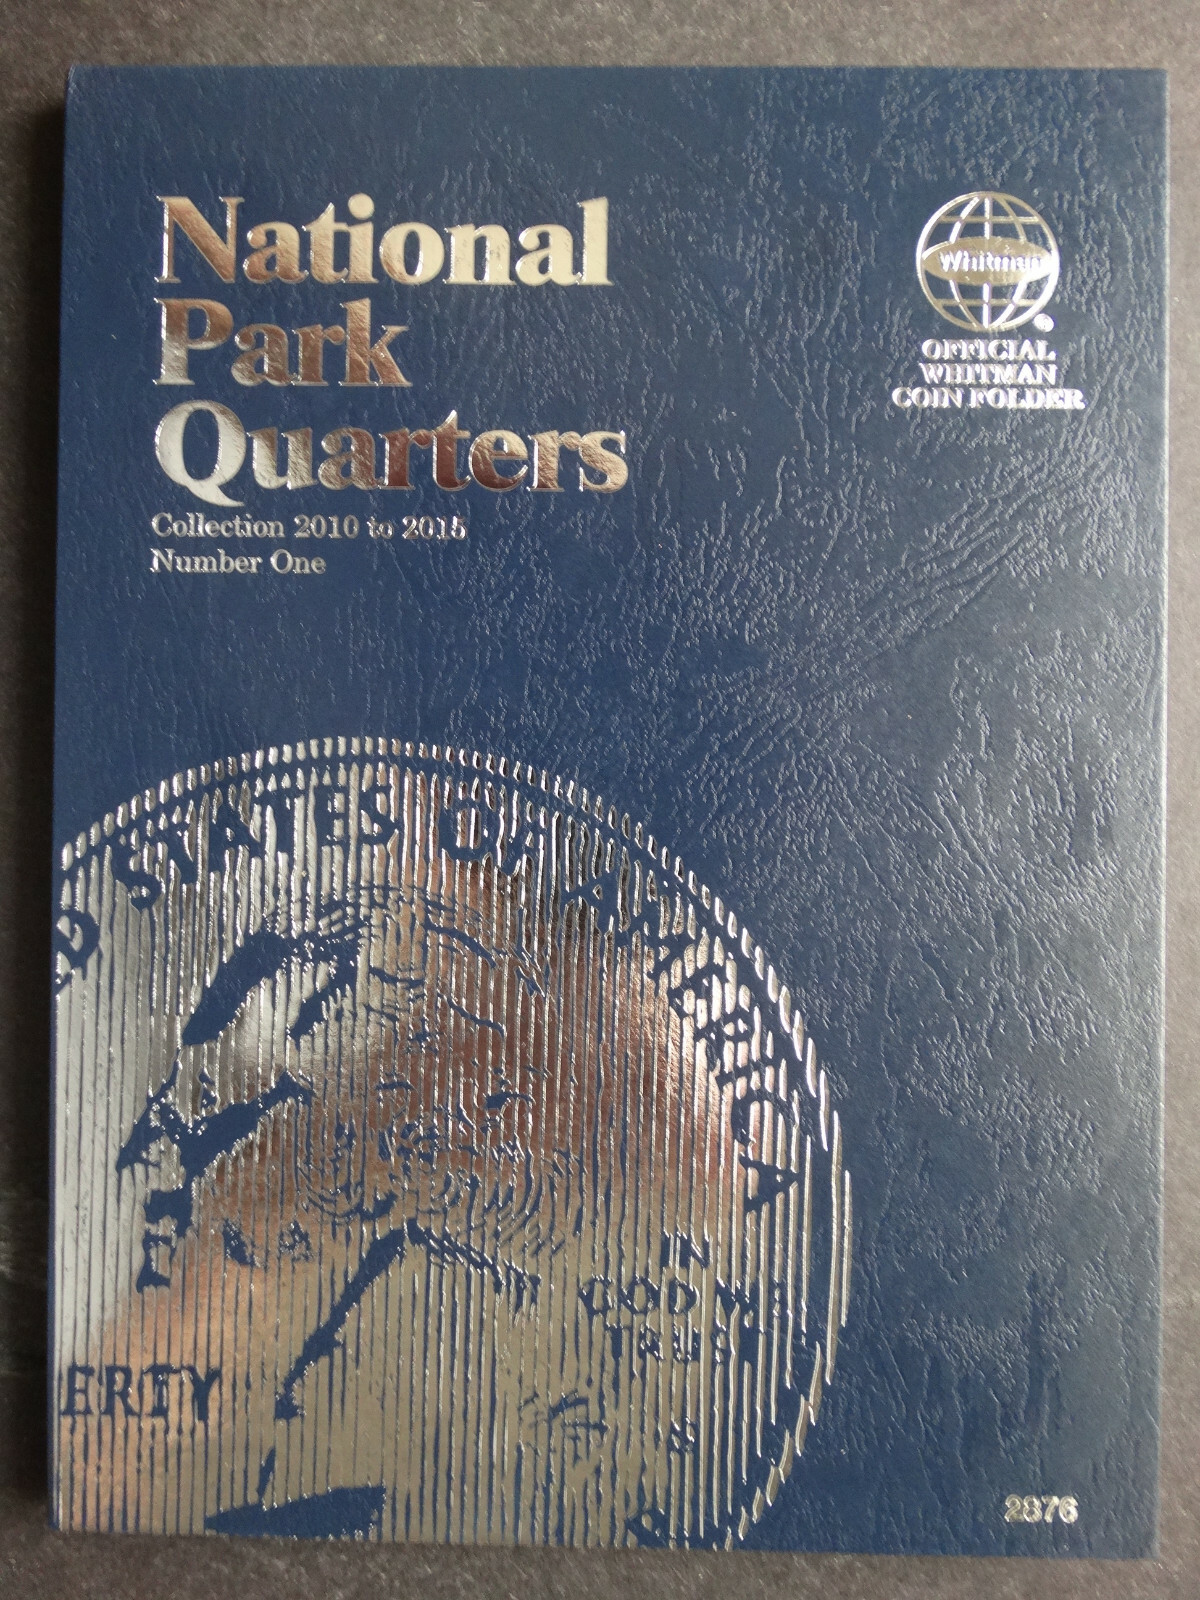 National
Park
Quarters
Collection 2010 to 2015
Number One
Whitman
®
OFFICIAL
WHITMAN
COIN FOLDER
D STATES OF AMERICA
IN
GOD WE
TRUST
ERTY
S
2876